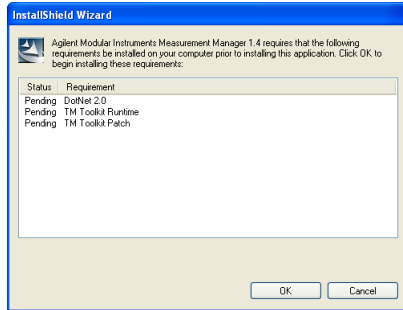 InstallShield Wizard
Agilent Modular Instruments Measurement Manager 1.4 requires that the following
requirements be installed on your computer prior to installing this application. Click OK to
begin installing these requirements:
Status Requirement
Pending DotNet 2.0
Pending TM Toolkit Runtime
Pending TM Toolkit Patch
OK Cancel